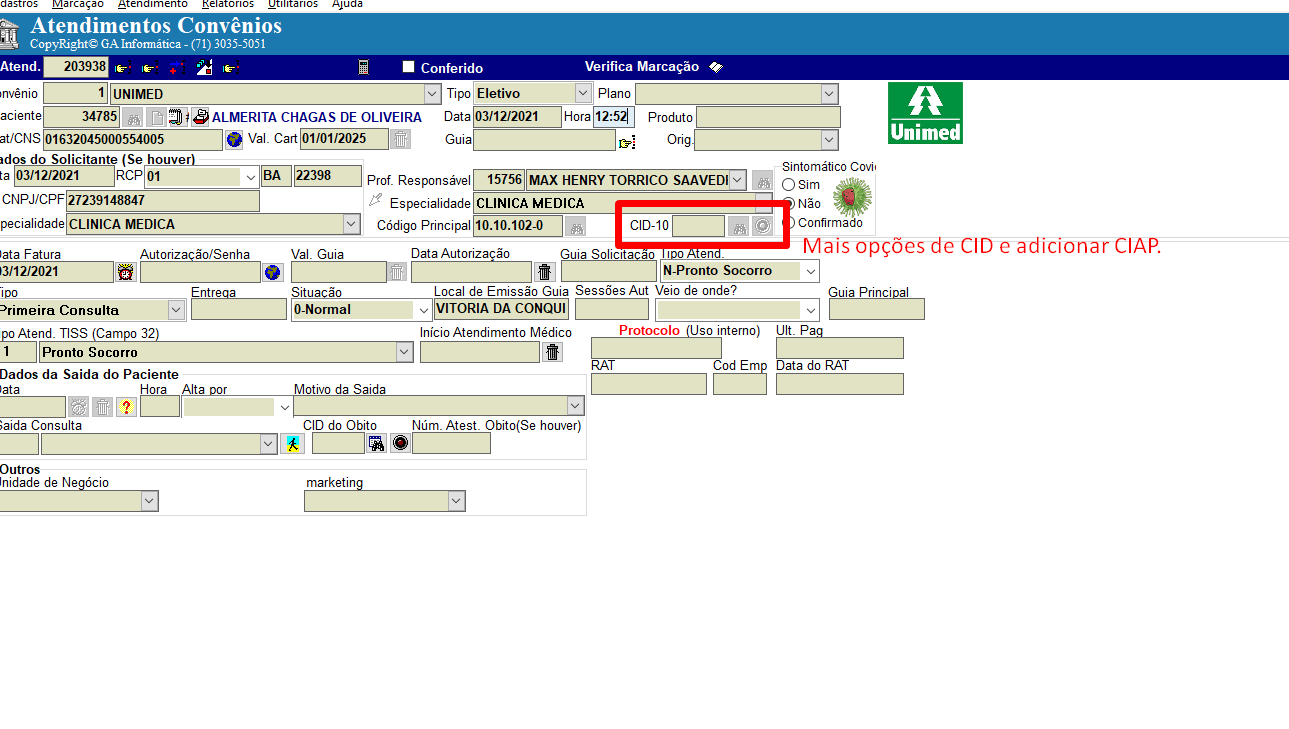 dastros Marcação Atendimento Relatórios Utilitários Ajuda
Atendimentos Convênios
CopyRight© GA Informática - (71) 3035-5051
Atend. 203938 Conferido Verifica Marcação
onvênio 1 UNIMED Tipo Eletivo Plano
aciente 34785 ALMERITA CHAGAS DE OLIVEIRA Data 03/12/2021 Hora 12:52 Produto
at/CNS 01632045000554005 Val. Cart 01/01/2025 Guia Orig.
Unimed
ados do Solicitante (Se houver)
ta 03/12/2021 RCP 01 BA 22398
Prof. Responsável 15756 MAX HENRY TORRICO SAAVEDI
CNPJ/CPF 27239148847
Especialidade CLINICA MEDICA
pecialidade CLINICA MEDICA
Código Principal 10.10.102-0 CID-10
Sintomático Covi
Sim
Não
Confirmado
Mais opções de CID e adicionar CIAP.
Data Fatura Autorização/Senha Val. Guia Data Autorização Guia Solicitação Tipo Atend.
03/12/2021 N-Pronto Socorro
Tipo Entrega Situação Local de Emissão Guia Sessões Aut Veio de onde? Guia Principal
Primeira Consulta 0-Normal VITORIA DA CONQUI
ipo Atend. TISS (Campo 32) Início Atendimento Médico Protocolo (Uso interno) Ult. Pag
1 Pronto Socorro
RAT Cod Emp Data do RAT
Dados da Saida do Paciente
Data Hora Alta por Motivo da Saida
?
Saida Consulta CID do Obito Núm. Atest. Obito(Se houver)
Outros
Unidade de Negócio marketing